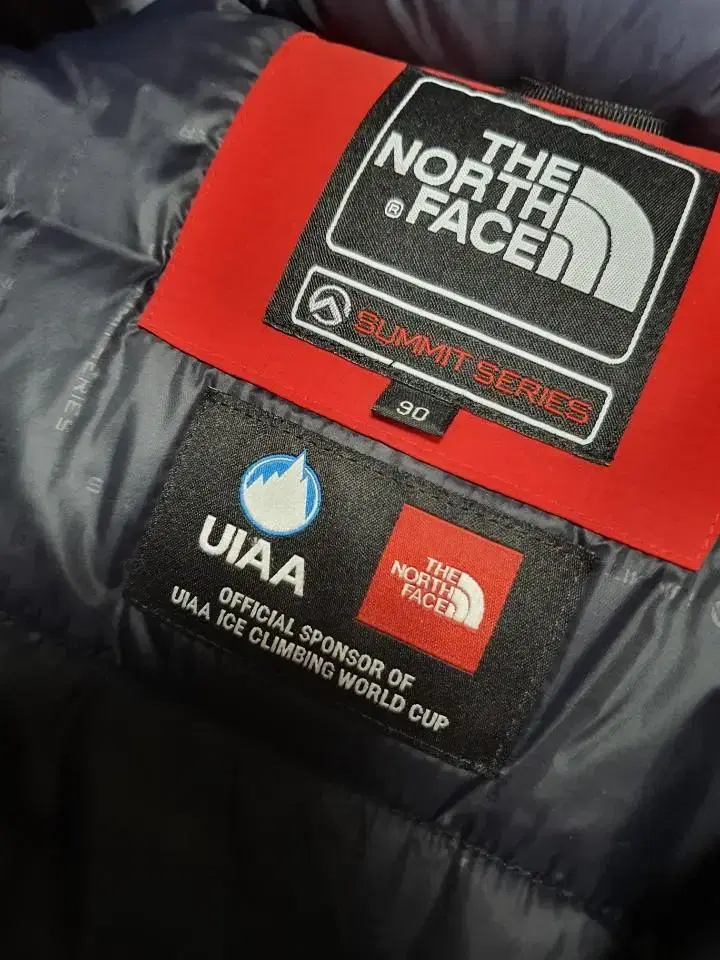 THE
NORTH
® FACE
SUMMIT SERIES
90
UIAA
THE
NORTH
FACE
OFFICIAL SPONSOR OF
UIAA ICE CLIMBING WORLD CUP